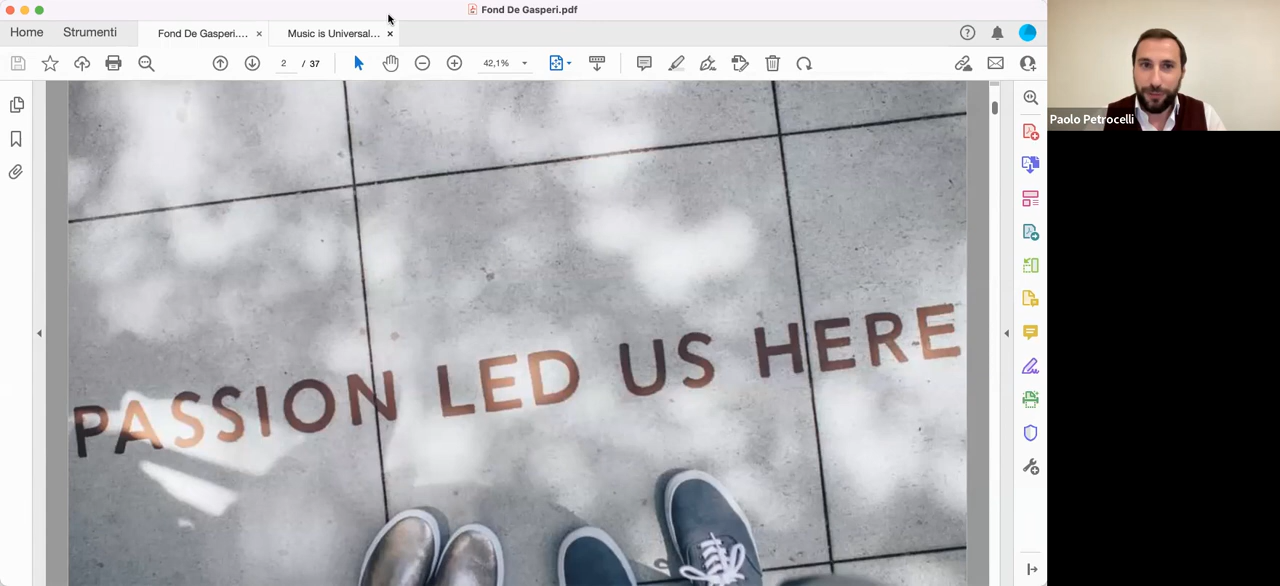 Fond De Gasperi.pdf
Home
Strumenti
Fond De Gasperi....
Music is Universal...
2 / 37
42,1%
Paolo Petrocelli
PASSION LED US HERE